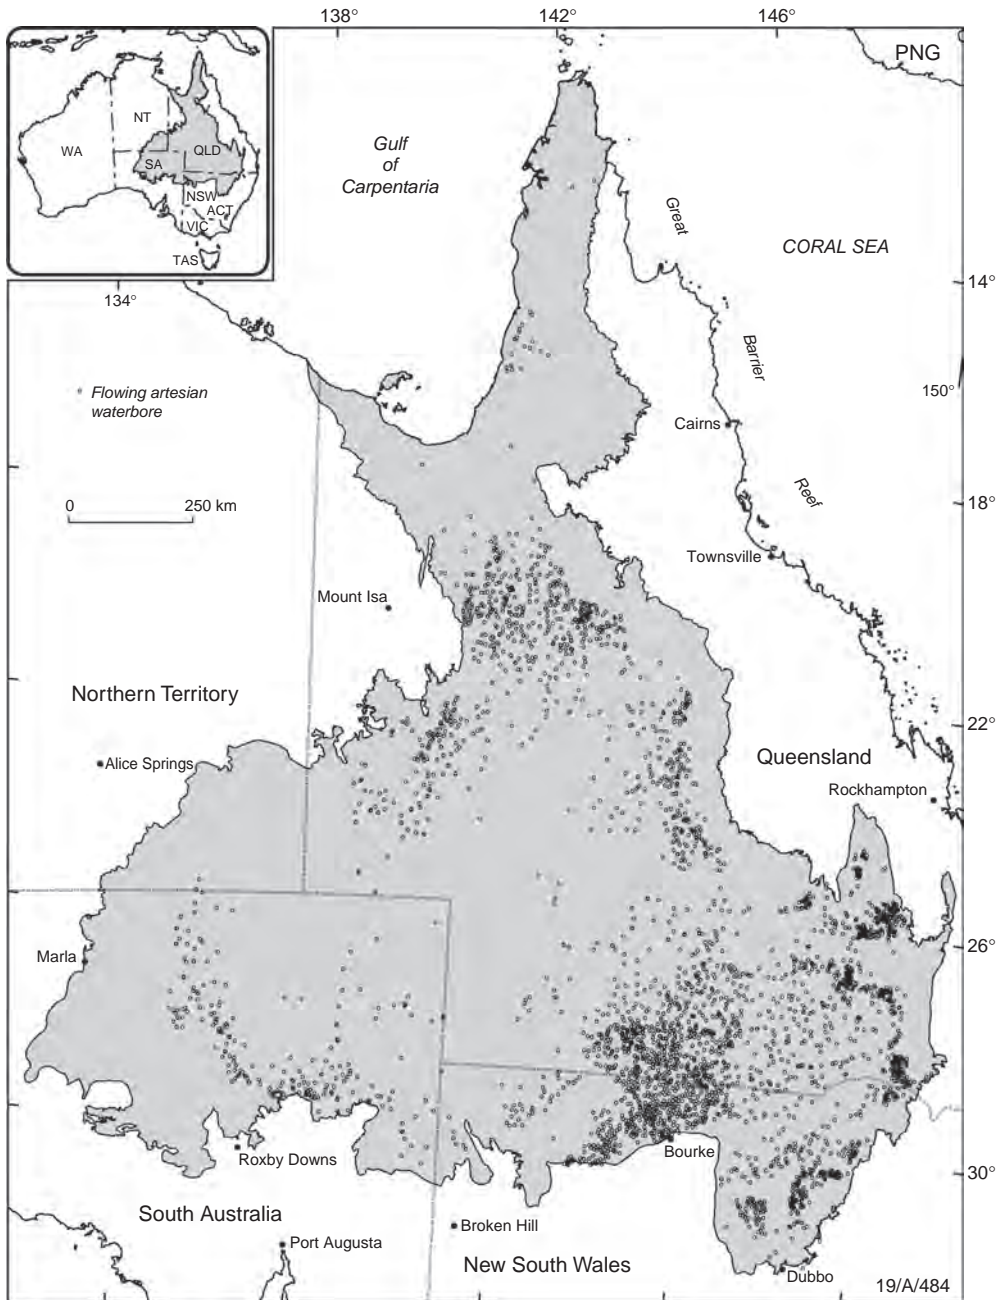 138°
142°
146°
PNG
NT
WA
QLD
SA
NSW
ACT
VIC
TAS
Gulf
of
Carpentaria
Great
CORAL SEA
134°
14°
Barrier
Flowing artesian
waterbore
150°
Cairns
Reef
0
250 km
18°
Townsville
Mount Isa
Northern Territory
22°
Queensland
Alice Springs
Rockhampton
26°
Marla
Bourke
Roxby Downs
30°
South Australia
Broken Hill
Port Augusta
New South Wales
Dubbo
19/A/484